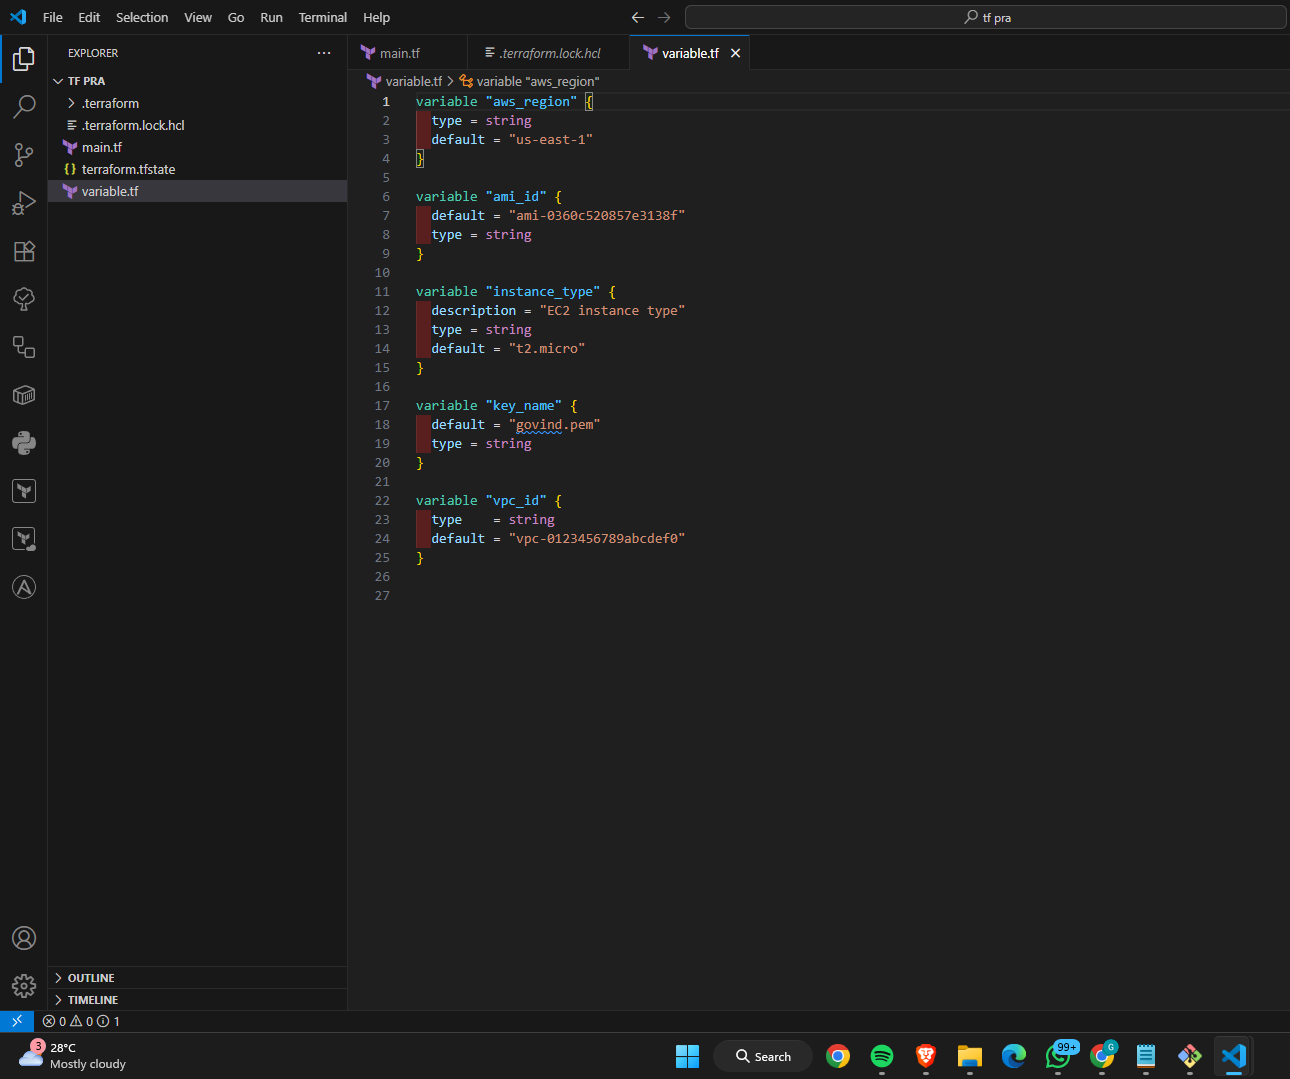 File Edit Selection View Go Run Terminal Help
tf pra
EXPLORER
TF PRA
.terraform
.terraform.lock.hcl
main.tf
terraform.tfstate
variable.tf
OUTLINE
TIMELINE
main.tf
.terraform.lock.hcl
variable.tf
variable.tf > variable "aws_region"
1 variable "aws_region" {
2 type = string
3 default = "us-east-1"
4 }
5
6 variable "ami_id" {
7 default = "ami-0360c520857e3138f"
8 type = string
9 }
10
11 variable "instance_type" {
12 description = "EC2 instance type"
13 type = string
14 default = "t2.micro"
15 }
16
17 variable "key_name" {
18 default = "govind.pem"
19 type = string
20 }
21
22 variable "vpc_id" {
23 type    = string
24 default = "vpc-0123456789abcdef0"
25 }
26
27
0 0 1
3
28°C
Mostly cloudy
Search
99+
G